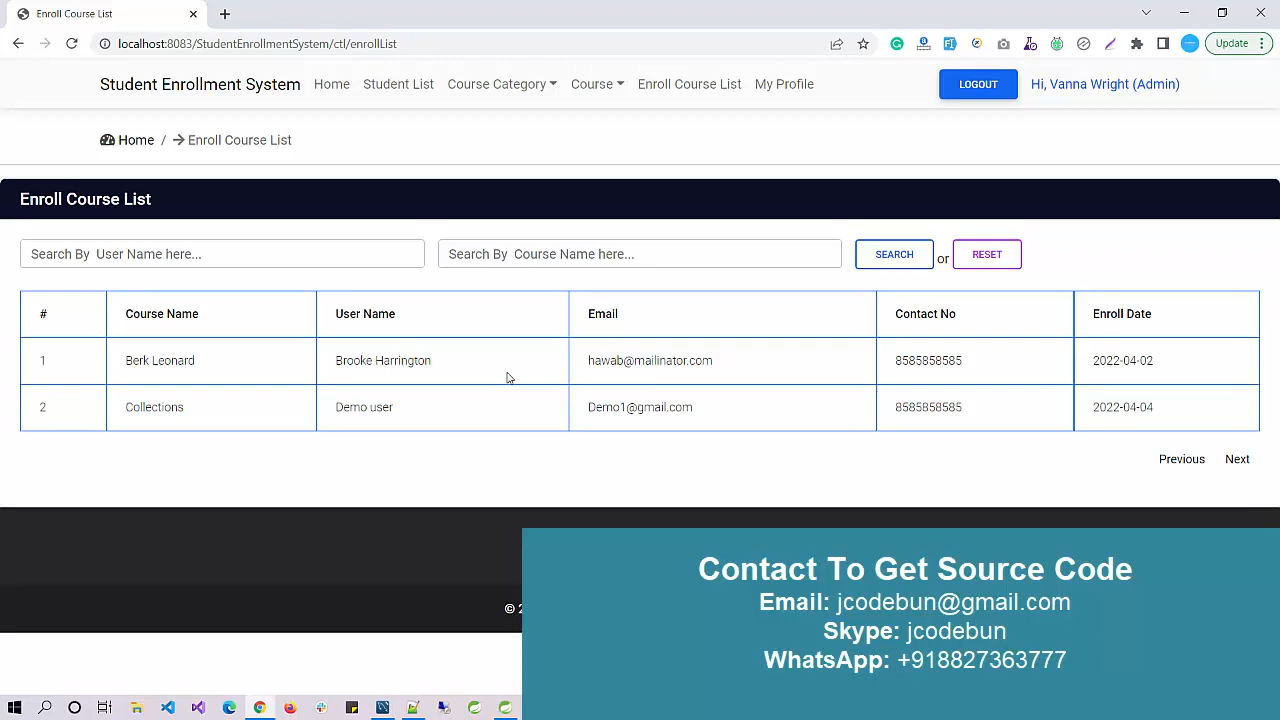 Enroll Course List
localhost:8083/StudentEnrollmentSystem/ctl/enrollList
Update
Student Enrollment System Home Student List Course Category Course Enroll Course List My Profile LOGOUT Hi, Vanna Wright (Admin)
Home / Enroll Course List
Enroll Course List
Search By User Name here... Search By Course Name here... SEARCH or RESET
# Course Name User Name Email Contact No Enroll Date
1 Berk Leonard Brooke Harrington hawab@mailinator.com 8585858585 2022-04-02
2 Collections Demo user Demo1@gmail.com 8585858585 2022-04-04
Previous Next
© 2
Contact To Get Source Code
Email: jcodebun@gmail.com
Skype: jcodebun
WhatsApp: +918827363777